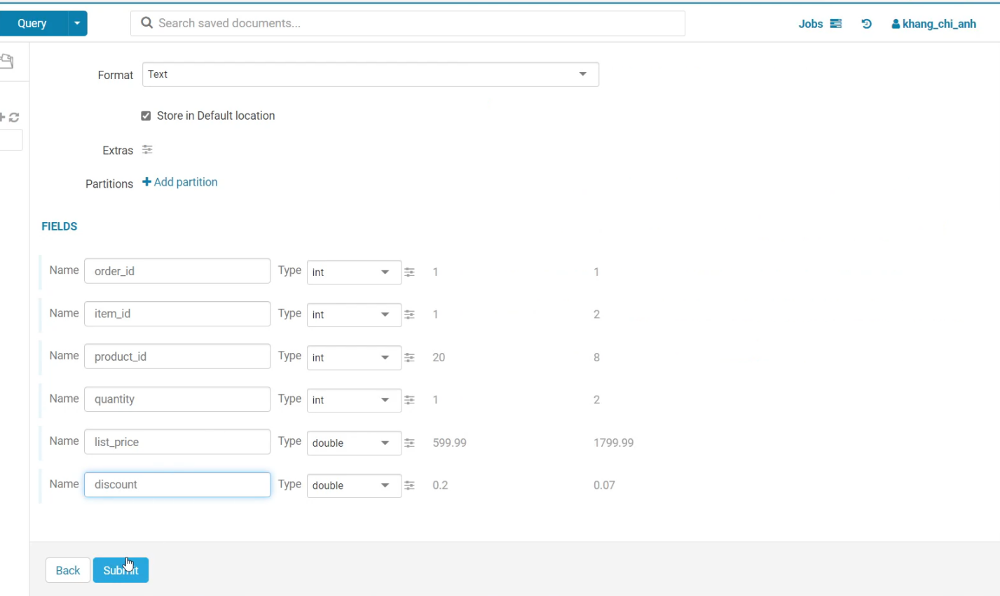 Query Search saved documents... Jobs khang_chi_anh
Format Text
Store in Default location
Extras
Partitions + Add partition
FIELDS
Name order_id Type int 1 1
Name item_id Type int 1 2
Name product_id Type int 20 8
Name quantity Type int 1 2
Name list_price Type double 599.99 1799.99
Name discount Type double 0.2 0.07
Back Submit